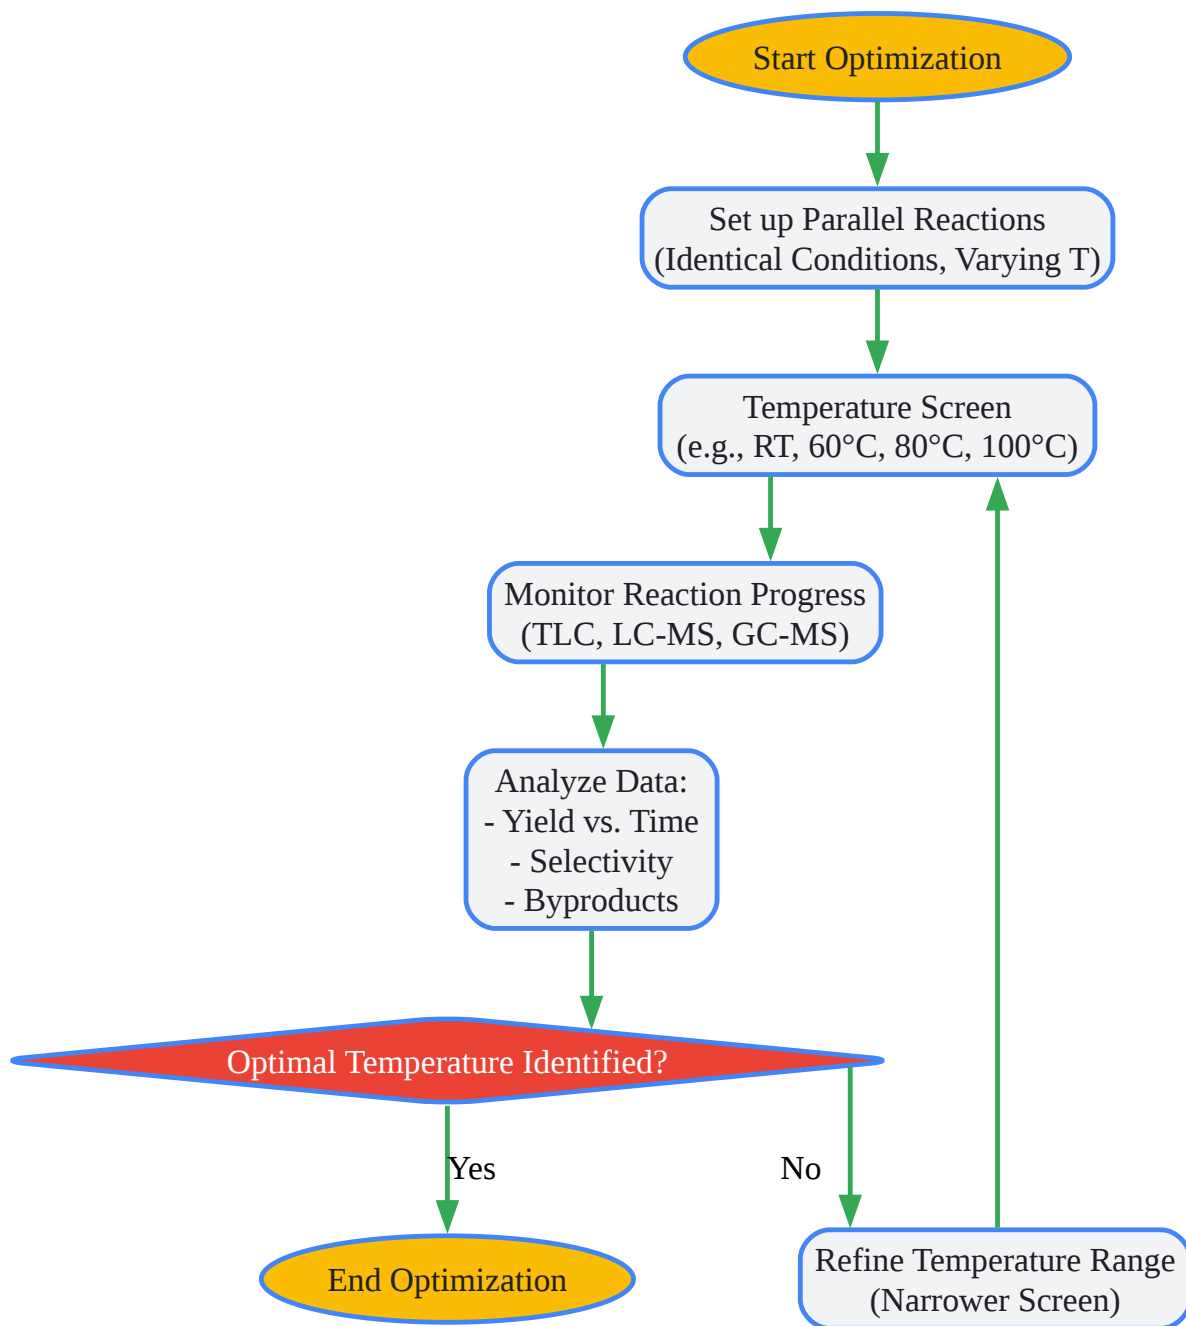 Start Optimization
Set up Parallel Reactions
(Identical Conditions, Varying T)
Temperature Screen
(e.g., RT, 60°C, 80°C, 100°C)
Monitor Reaction Progress
(TLC, LC-MS, GC-MS)
Analyze Data:
- Yield vs. Time
- Selectivity
- Byproducts
Optimal Temperature Identified?
Yes
No
End Optimization
Refine Temperature Range
(Narrower Screen)